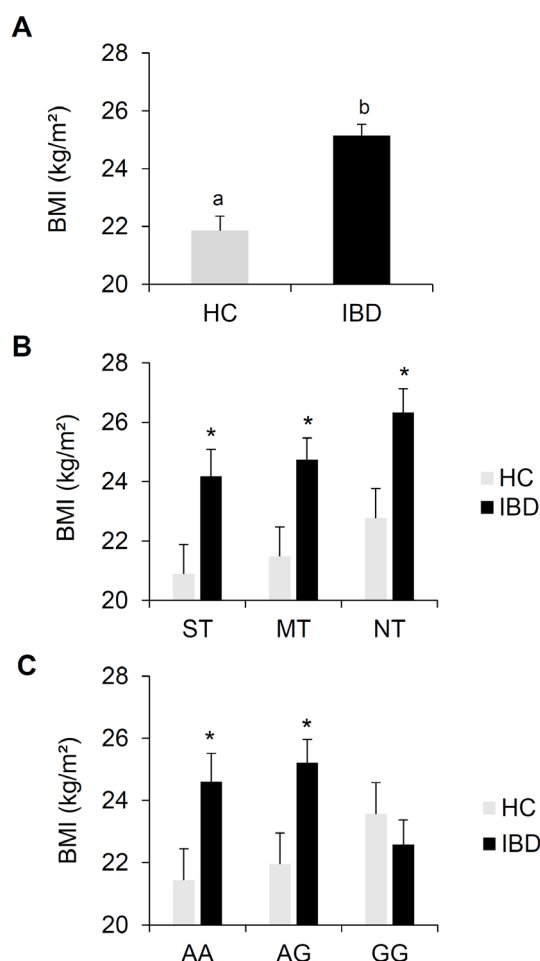 A
BMI (kg/m²)
28
26
24
22
20
a
b
HC IBD
B
BMI (kg/m²)
28
26
24
22
20
* * *
ST MT NT
HC
IBD
C
BMI (kg/m²)
28
26
24
22
20
* *
AA AG GG
HC
IBD